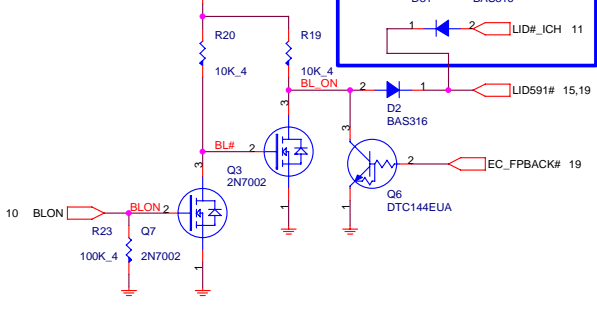 1 2 LID#_ICH 11
R20 R19
10K_4 10K_4
BL_ON 2 1 LID591# 15,19
D2
BAS316
3 3
BL# 2
2 EC_FPBACK# 19
3 Q3
2N7002
1 1 Q6
DTC144EUA
10 BLON BLON 2
R23 Q7
100K_4 2N7002
1